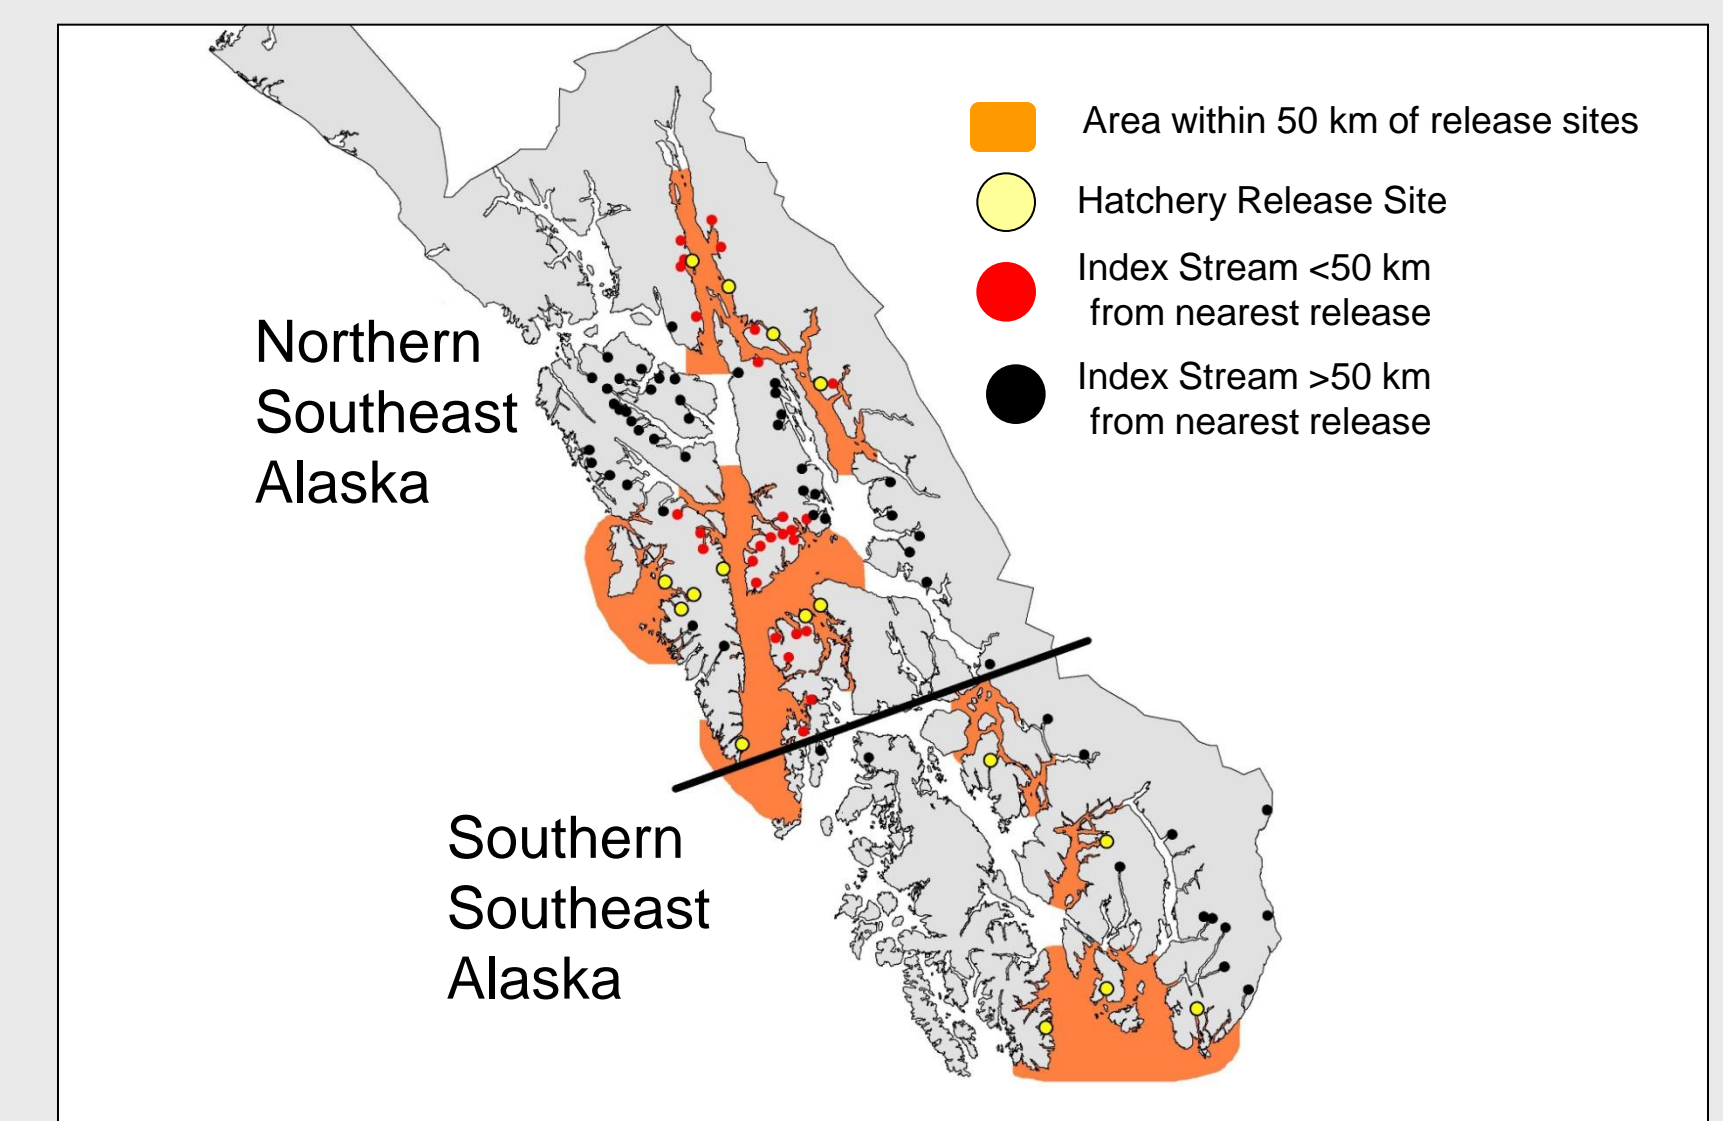 Area within 50 km of release sites
Hatchery Release Site
Index Stream <50 km
from nearest release
Index Stream >50 km
from nearest release
Northern
Southeast
Alaska
Southern
Southeast
Alaska